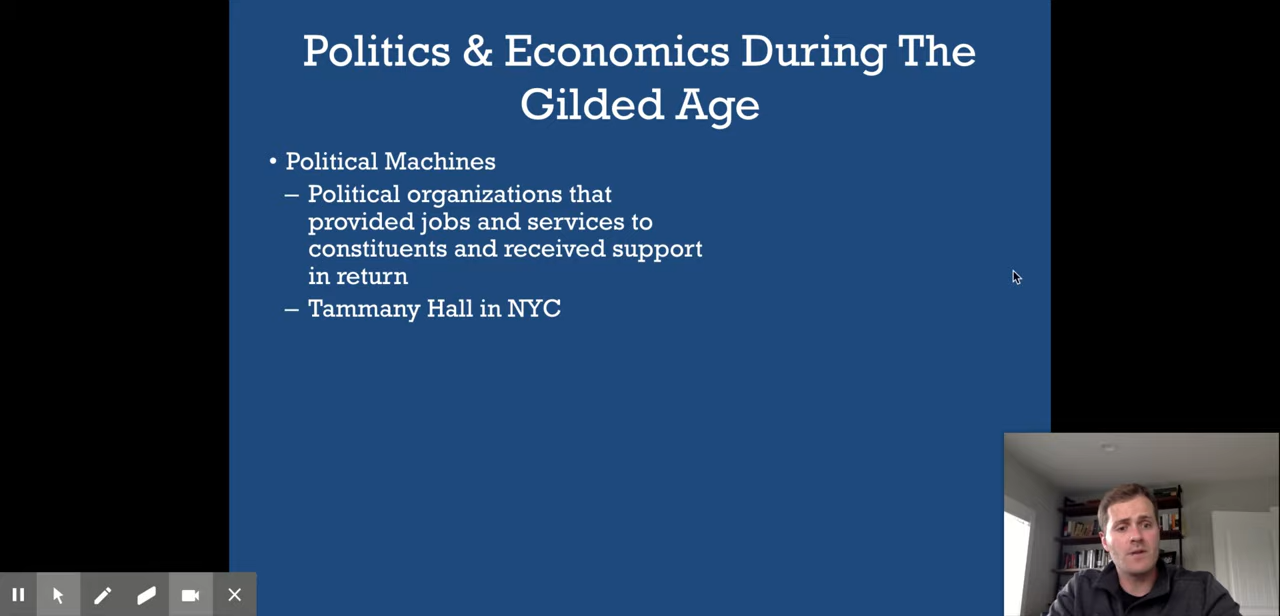 Politics & Economics During The
Gilded Age
• Political Machines
– Political organizations that
provided jobs and services to
constituents and received support
in return
– Tammany Hall in NYC